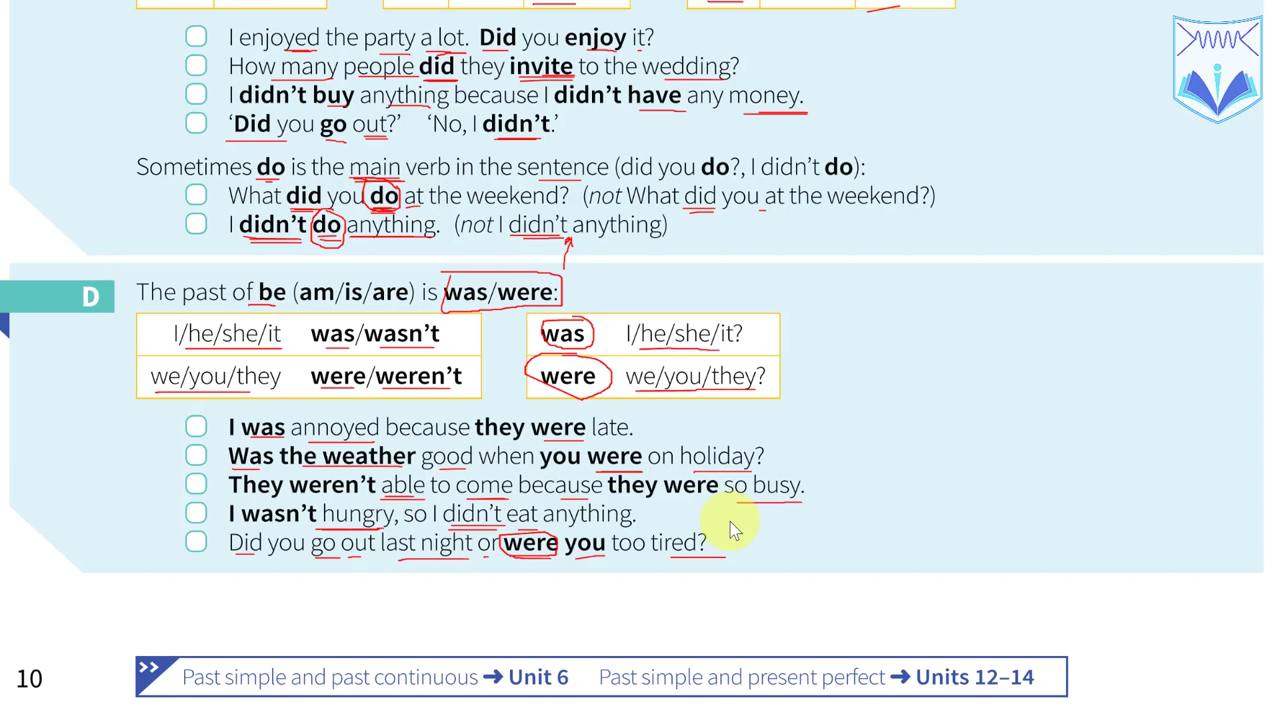 I enjoyed the party a lot. Did you enjoy it?
How many people did they invite to the wedding?
I didn't buy anything because I didn't have any money.
‘Did you go out?’ ‘No, I didn't.’
Sometimes do is the main verb in the sentence (did you do?, I didn't do):
What did you do at the weekend? (not What did you at the weekend?)
I didn't do anything. (not I didn't anything)
D
The past of be (am/is/are) is was/were:
I/he/she/it was/wasn't was I/he/she/it?
we/you/they were/weren't were we/you/they?
I was annoyed because they were late.
Was the weather good when you were on holiday?
They weren't able to come because they were so busy.
I wasn't hungry, so I didn't eat anything.
Did you go out last night or were you too tired?
10
>> Past simple and past continuous ➜ Unit 6 Past simple and present perfect ➜ Units 12–14